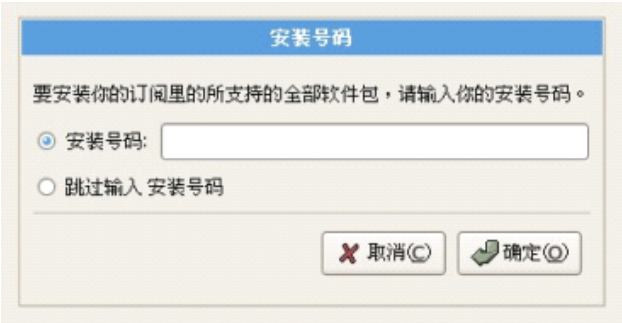 安装号码
要安装你的订阅里的所支持的全部软件包，请输入你的安装号码。
安装号码:
跳过输入 安装号码
取消(C) 确定(O)